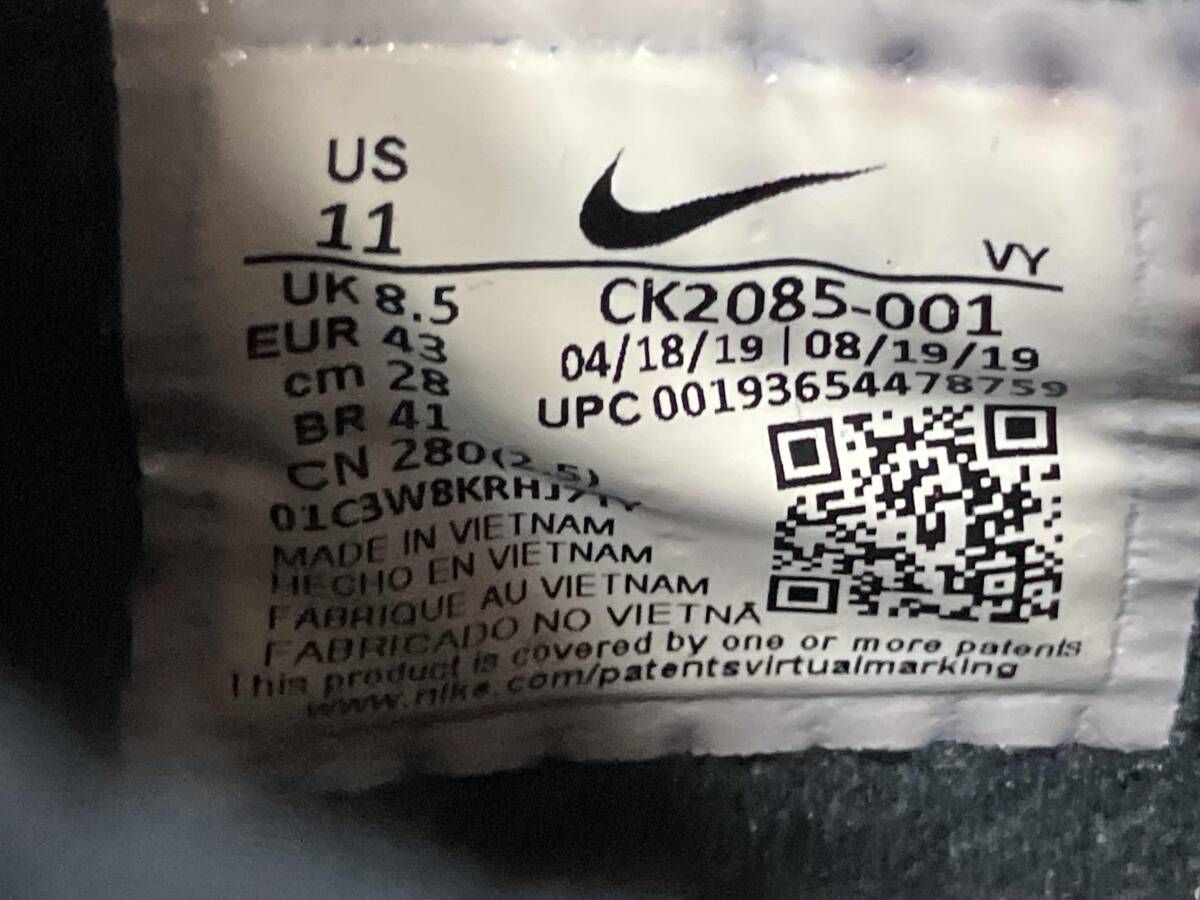 US
11
VY
UK 8.5
EUR 43
cm 28
BR 41
CN 280(2.5)
CK2085-001
04/18/19 | 08/19/19
UPC 00193654478759
MADE IN VIETNAM
HECHO EN VIETNAM
FABRIQUE AU VIETNAM
FABRICADO NO VIETNÃ
This product is covered by one or more patents
www.nike.com/patentsvirtualmarking